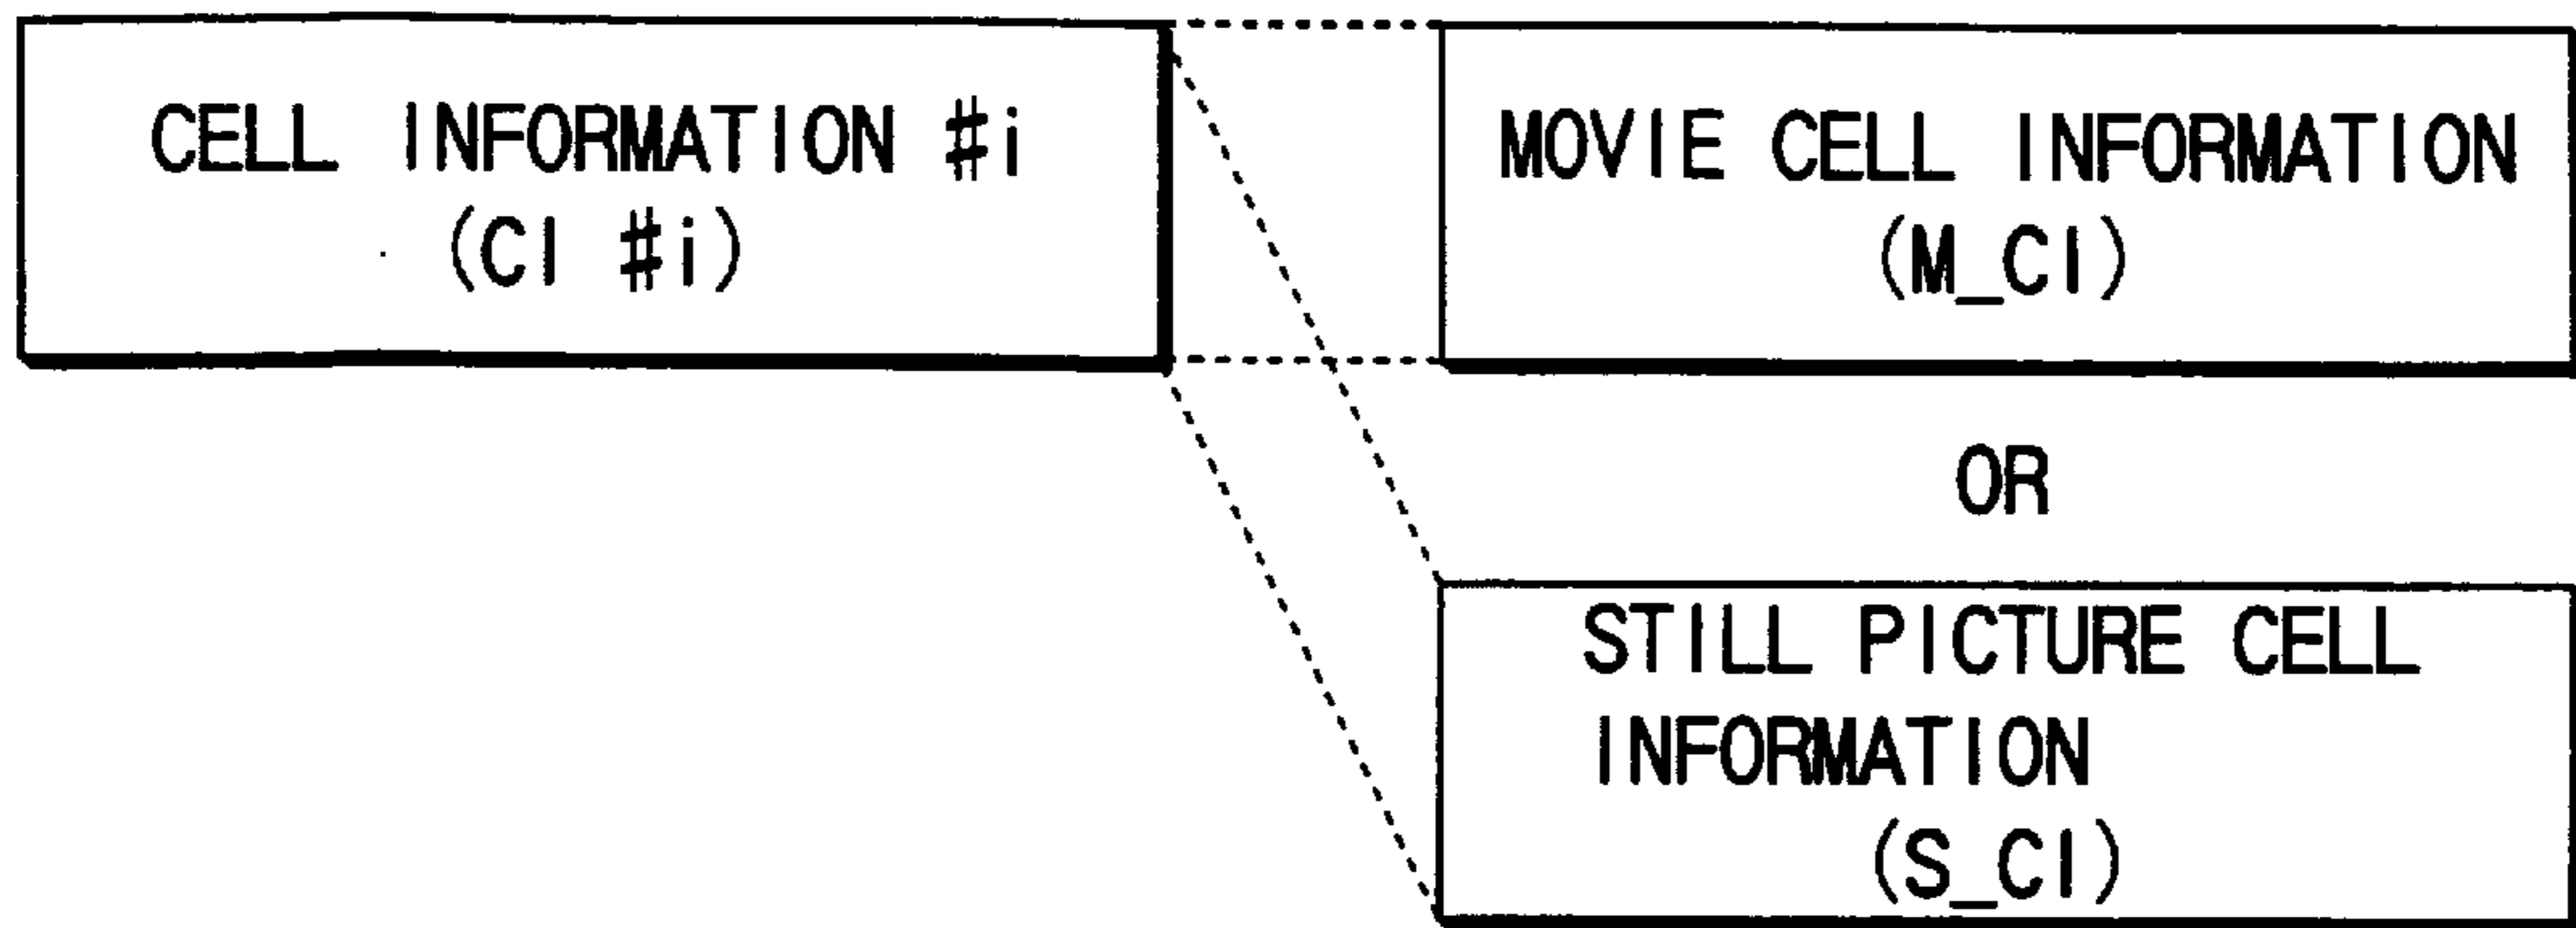 CELL INFORMATION #i
(CI #i)
MOVIE CELL INFORMATION
(M_CI)
OR
STILL PICTURE CELL
INFORMATION
(S_CI)